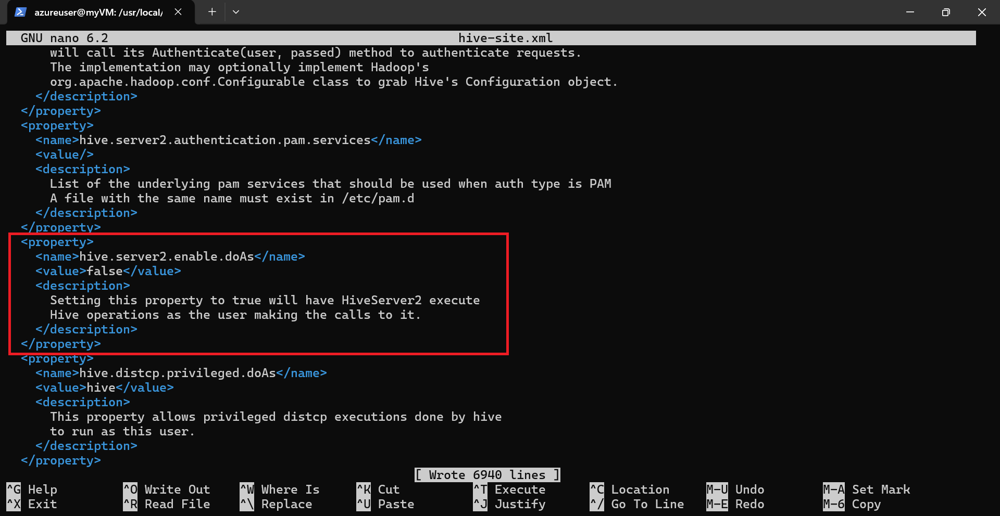 azureuser@myVM: /usr/local/
GNU nano 6.2 hive-site.xml
will call its Authenticate(user, passed) method to authenticate requests.
The implementation may optionally implement Hadoop's
org.apache.hadoop.conf.Configurable class to grab Hive's Configuration object.
</description>
</property>
<property>
<name>hive.server2.authentication.pam.services</name>
<value/>
<description>
List of the underlying pam services that should be used when auth type is PAM
A file with the same name must exist in /etc/pam.d
</description>
</property>
<property>
<name>hive.server2.enable.doAs</name>
<value>false</value>
<description>
Setting this property to true will have HiveServer2 execute
Hive operations as the user making the calls to it.
</description>
</property>
<property>
<name>hive.distcp.privileged.doAs</name>
<value>hive</value>
<description>
This property allows privileged distcp executions done by hive
to run as this user.
</description>
</property>
[ Wrote 6940 lines ]
^G Help ^O Write Out ^W Where Is ^K Cut ^T Execute ^C Location M-U Undo M-A Set Mark
^X Exit ^R Read File ^\ Replace ^U Paste ^J Justify ^/ Go To Line M-E Redo M-6 Copy